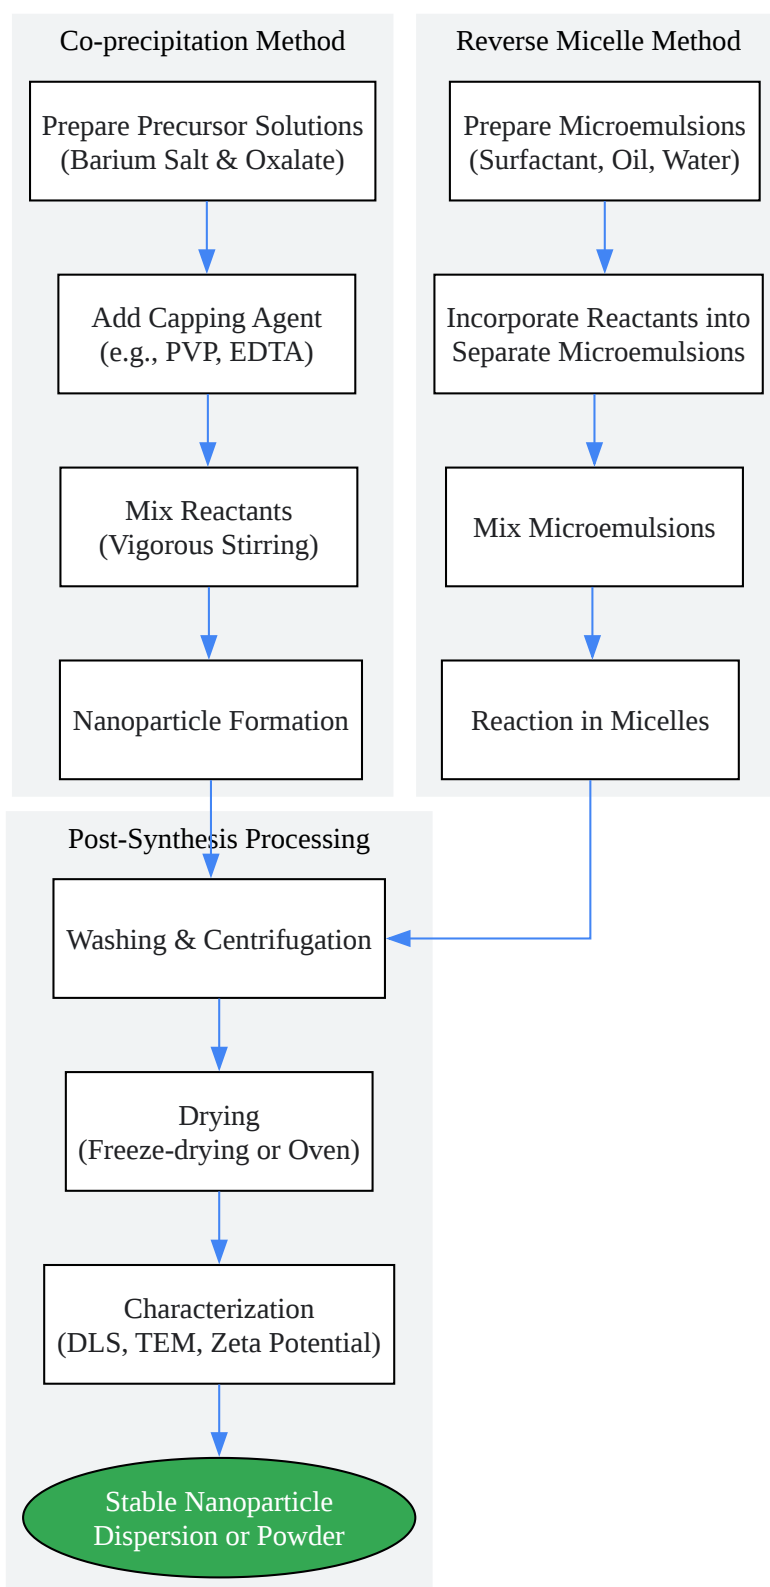 Co-precipitation Method
Prepare Precursor Solutions
(Barium Salt & Oxalate)
Add Capping Agent
(e.g., PVP, EDTA)
Mix Reactants
(Vigorous Stirring)
Nanoparticle Formation
Reverse Micelle Method
Prepare Microemulsions
(Surfactant, Oil, Water)
Incorporate Reactants into
Separate Microemulsions
Mix Microemulsions
Reaction in Micelles
Post-Synthesis Processing
Washing & Centrifugation
Drying
(Freeze-drying or Oven)
Characterization
(DLS, TEM, Zeta Potential)
Stable Nanoparticle
Dispersion or Powder